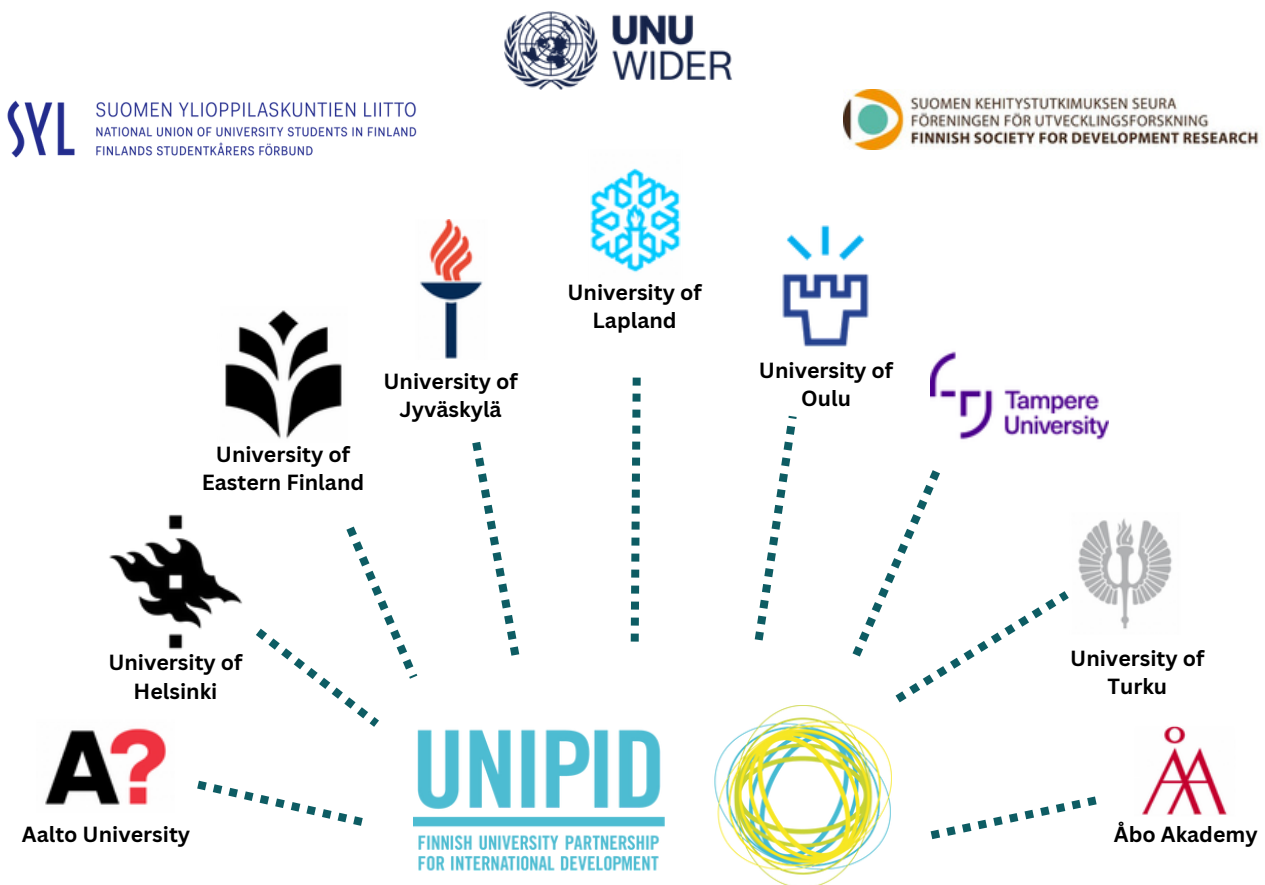 UNU
WIDER
SYL
SUOMEN YLIOPPILASKUNTIEN LIITTO
NATIONAL UNION OF UNIVERSITY STUDENTS IN FINLAND
FINLANDS STUDENTKÅRERS FÖRBUND
SUOMEN KEHITYSTUTKIMUKSEN SEURA
FÖRENINGEN FÖR UTVECKLINGSFORSKNING
FINNISH SOCIETY FOR DEVELOPMENT RESEARCH
University of
Lapland
University of
Jyväskylä
University of
Oulu
Tampere
University
University of
Eastern Finland
University of
Helsinki
University of
Turku
A?
Aalto University
UNIPID
FINNISH UNIVERSITY PARTNERSHIP
FOR INTERNATIONAL DEVELOPMENT
ÅA
Åbo Akademy